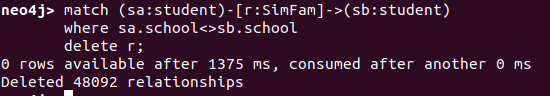 neo4j> match (sa:student)-[r:SimFam]->(sb:student)
where sa.school<>sb.school
delete r;
0 rows available after 1375 ms, consumed after another 0 ms
Deleted 48092 relationships